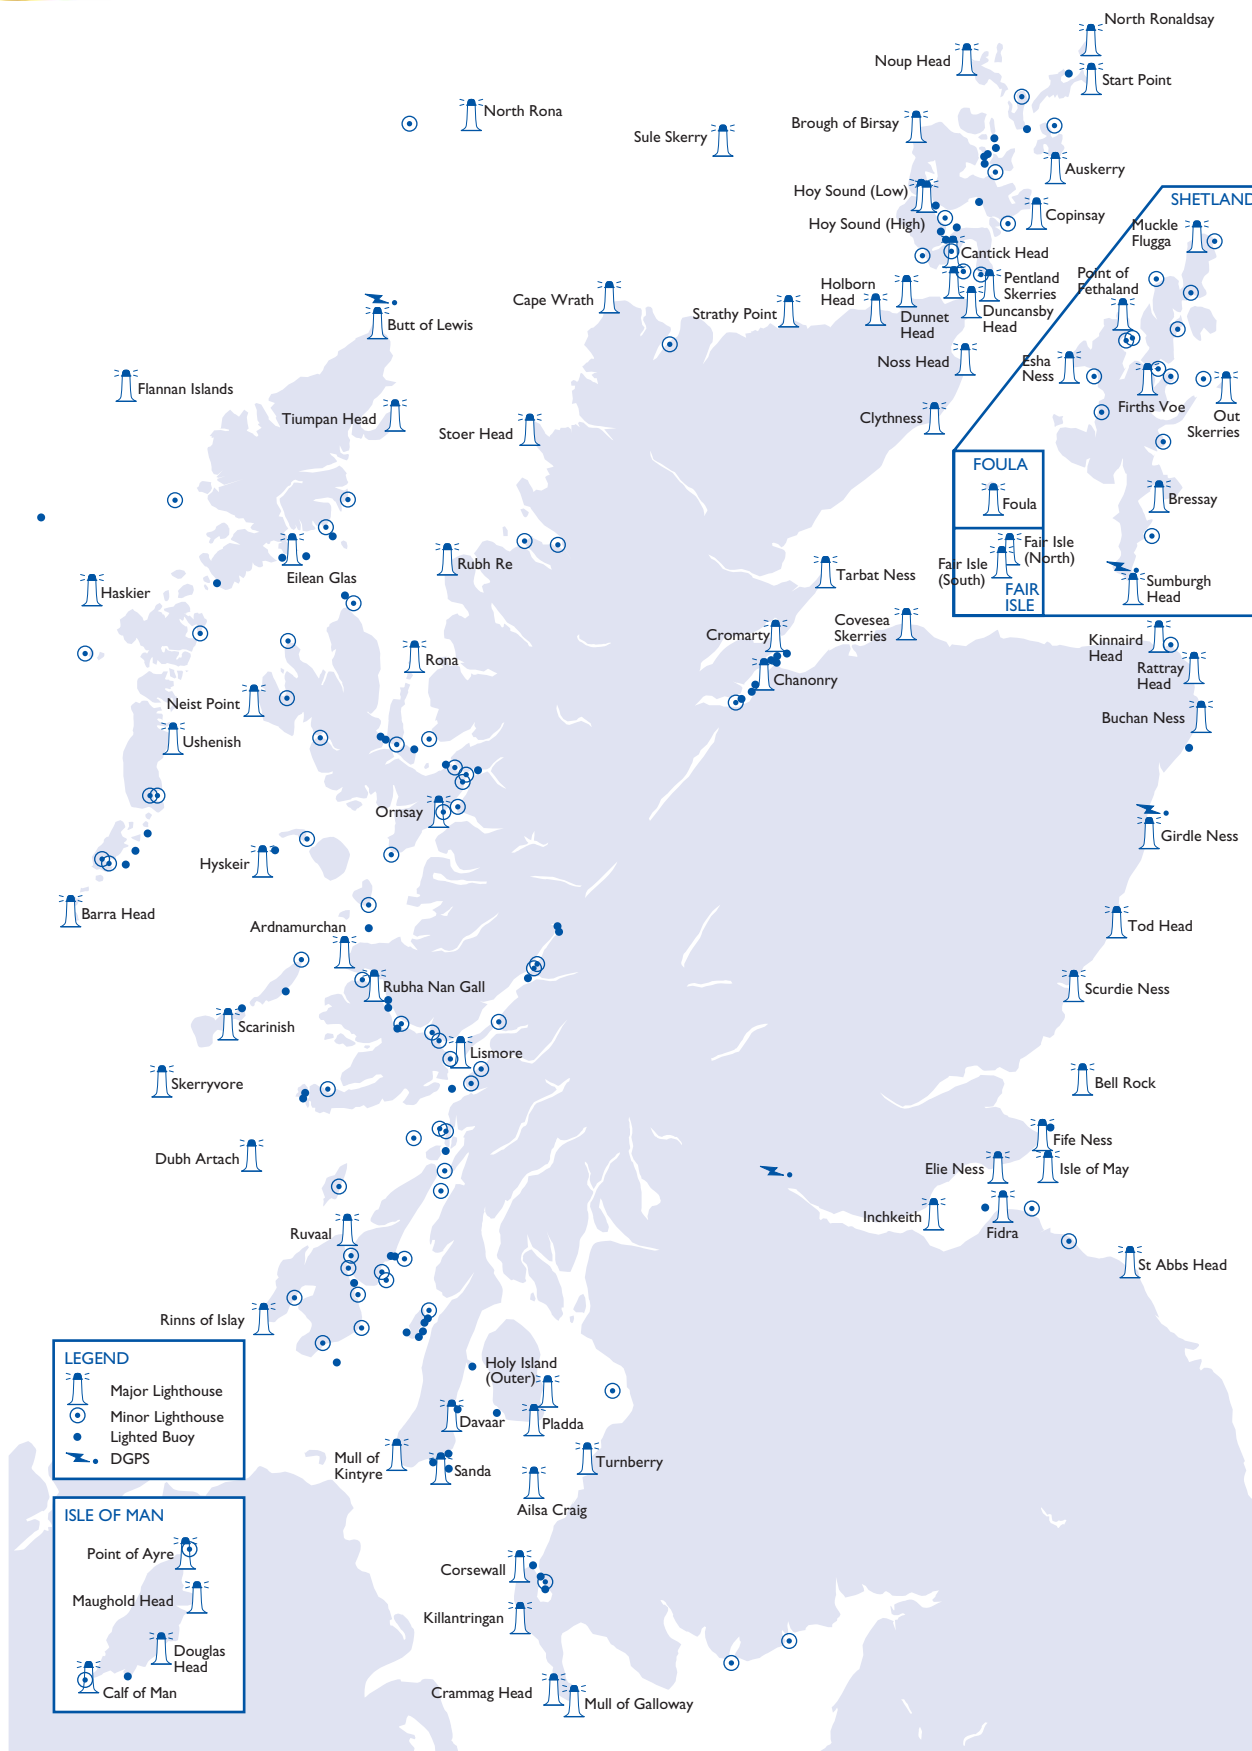 North Ronaldsay
Noup Head
Start Point
North Rona
Brough of Birsay
Sule Skerry
Auskerry
Hoy Sound (Low)
SHETLAND
Copinsay
Hoy Sound (High)
Muckle
Flugga
Cantick Head
Point of
Fethaland
Pentland
Skerries
Holborn
Head
Cape Wrath
Strathy Point
Dunnet
Head
Duncansby
Head
Butt of Lewis
Noss Head
Esha
Ness
Flannan Islands
Firths Voe
Out
Skerries
Tiumpan Head
Clythness
Stoer Head
FOULA
Foula
Bressay
Fair Isle
(North)
Fair Isle
(South)
FAIR
ISLE
Sumburgh
Head
Rubh Re
Eilean Glas
Tarbat Ness
Haskier
Covesea
Skerries
Cromarty
Kinnaird
Head
Rona
Rattray
Head
Chanonry
Neist Point
Buchan Ness
Ushenish
Ornsay
Girdle Ness
Hyskeir
Barra Head
Ardnamurchan
Tod Head
Rubha Nan Gall
Scurdie Ness
Scarinish
Lismore
Skerryvore
Bell Rock
Fife Ness
Dubh Artach
Elie Ness
Isle of May
Inchkeith
Ruvaal
Fidra
St Abbs Head
Rinns of Islay
LEGEND
Major Lighthouse
Minor Lighthouse
Lighted Buoy
DGPS
Holy Island
(Outer)
Davaar
Pladda
Mull of
Kintyre
Sanda
Turnberry
Ailsa Craig
ISLE OF MAN
Point of Ayre
Maughold Head
Douglas
Head
Calf of Man
Corsewall
Killantringan
Crammag Head
Mull of Galloway